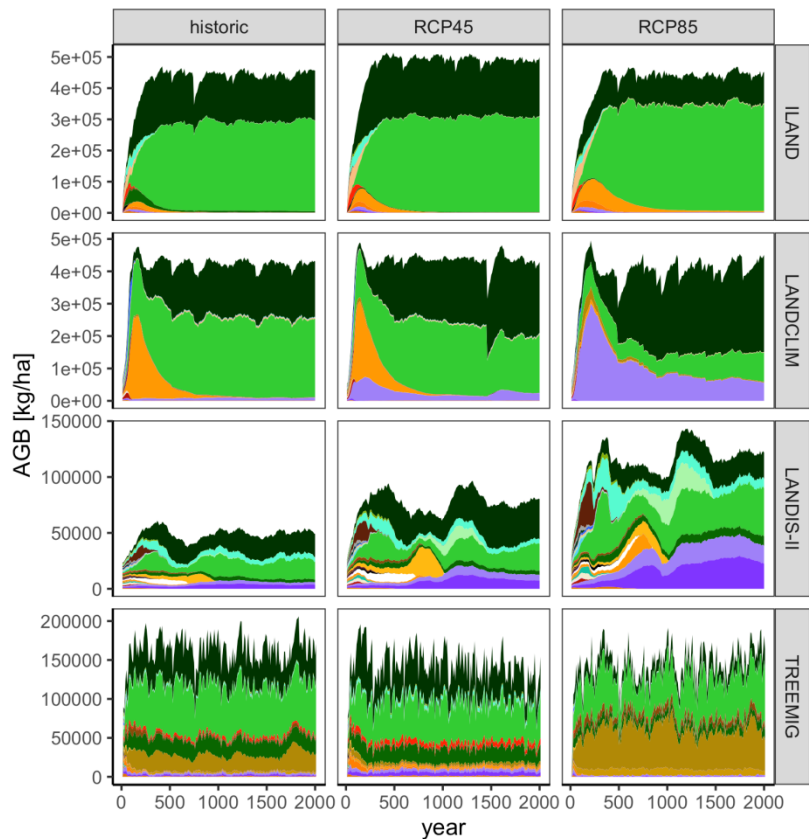 historic RCP45 RCP85
5e+05
4e+05
3e+05
2e+05
1e+05
0e+00
ILAND
5e+05
4e+05
3e+05
2e+05
1e+05
0e+00
LANDCLIM
AGB [kg/ha]
150000
100000
50000
0
LANDIS-II
200000
150000
100000
50000
0
TREEMIG
0 500 1000 1500 2000 0 500 1000 1500 2000 0 500 1000 1500 2000
year